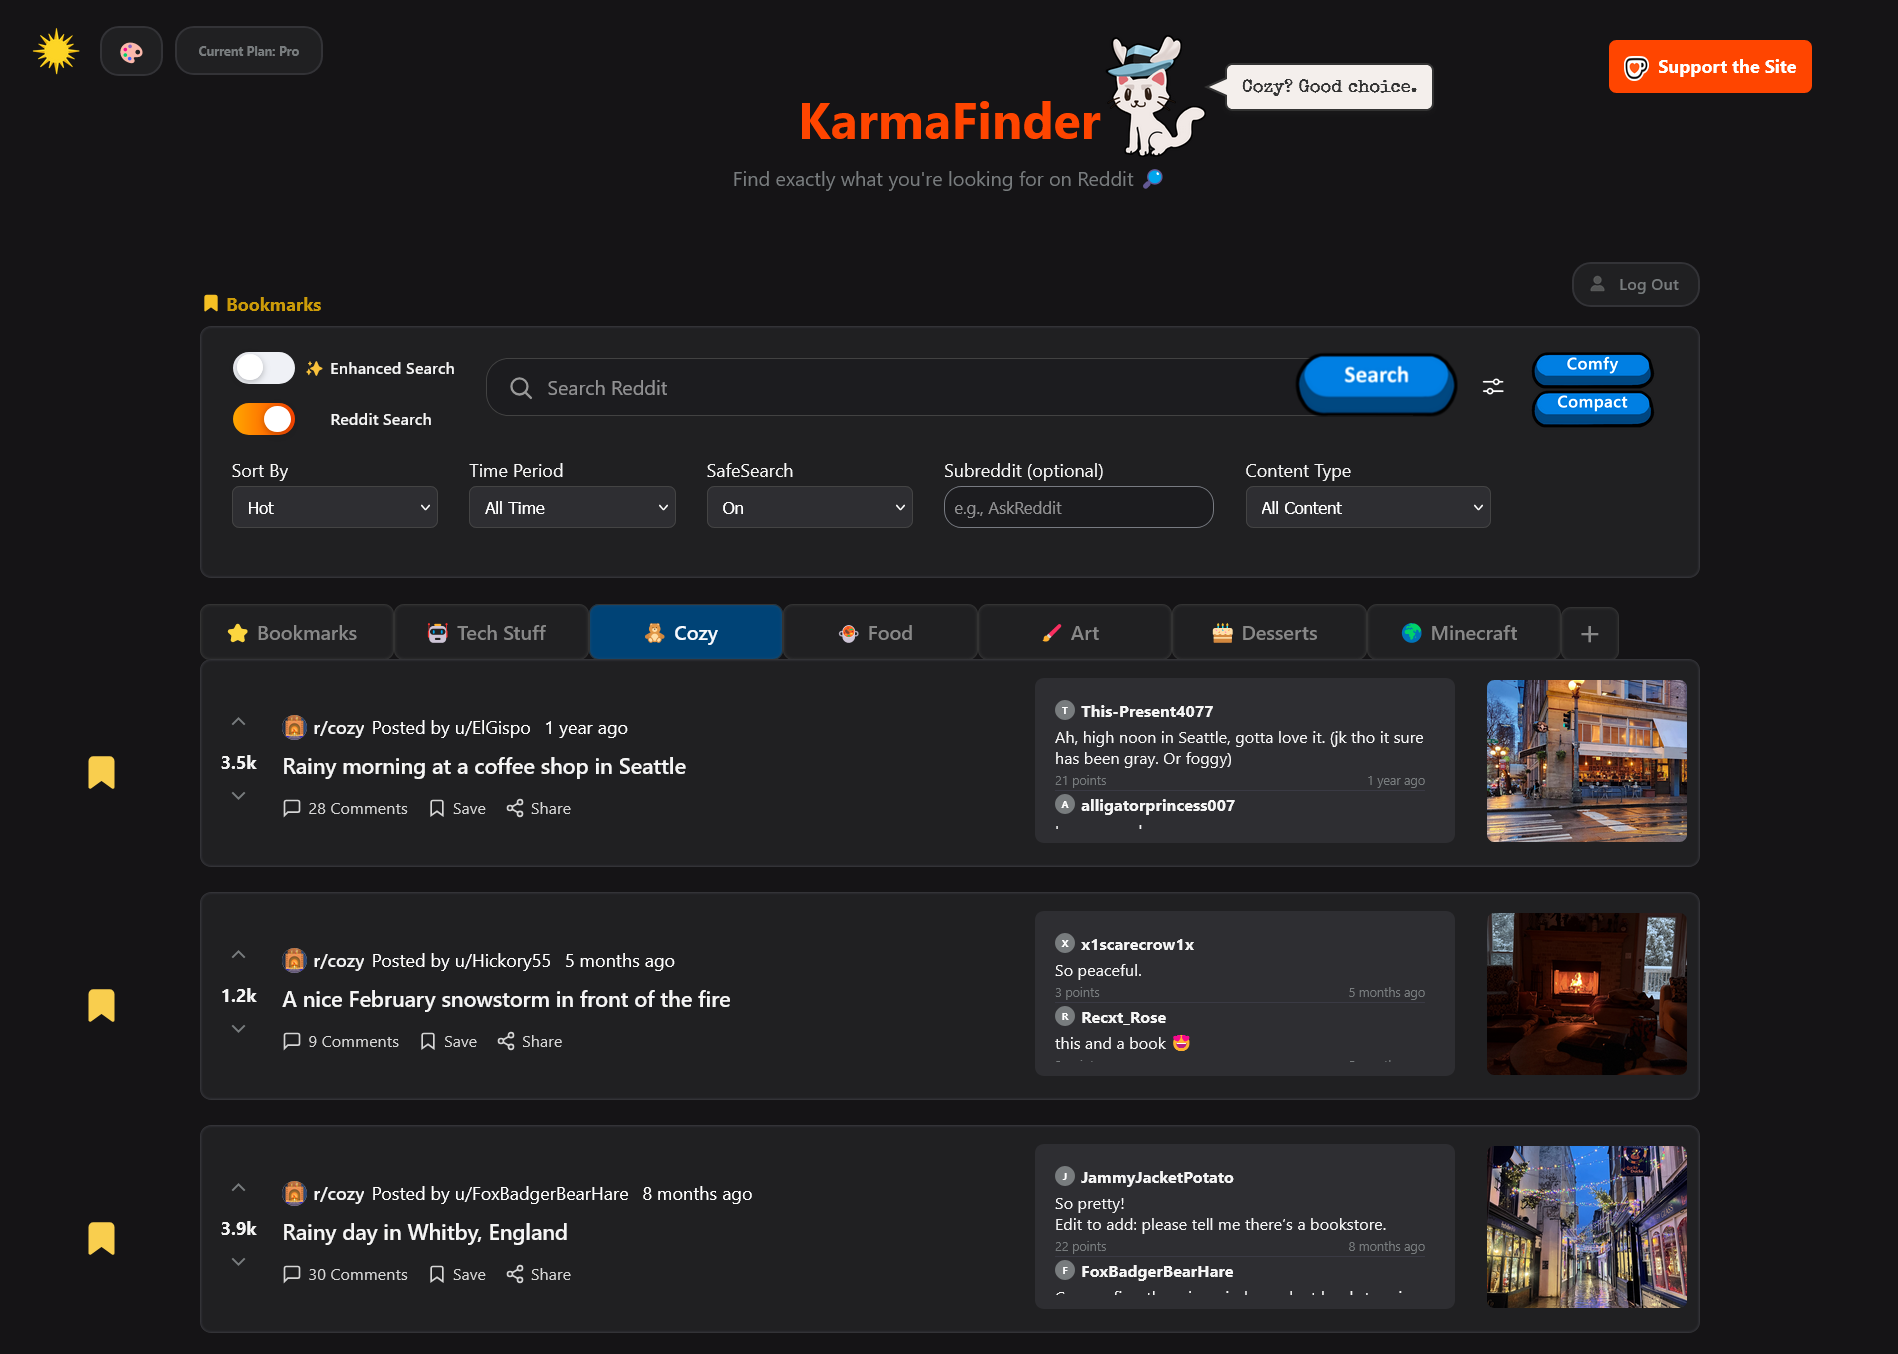 Current Plan: Pro
Cozy? Good choice.
Support the Site
KarmaFinder
Find exactly what you're looking for on Reddit
Log Out
Bookmarks
Enhanced Search
Reddit Search
Search Reddit
Search
Comfy
Compact
Sort By
Time Period
SafeSearch
Subreddit (optional)
Content Type
Hot
All Time
On
e.g., AskReddit
All Content
Bookmarks
Tech Stuff
Cozy
Food
Art
Desserts
Minecraft
+
3.5k
r/cozy Posted by u/ElGispo 1 year ago
Rainy morning at a coffee shop in Seattle
28 Comments
Save
Share
T This-Present4077
Ah, high noon in Seattle, gotta love it. (jk tho it sure
has been gray. Or foggy)
21 points
1 year ago
A alligatorprincess007
1.2k
r/cozy Posted by u/Hickory55 5 months ago
A nice February snowstorm in front of the fire
9 Comments
Save
Share
X x1scarecrow1x
So peaceful.
3 points
5 months ago
R Recxt_Rose
this and a book 😍
3.9k
r/cozy Posted by u/FoxBadgerBearHare 8 months ago
Rainy day in Whitby, England
30 Comments
Save
Share
J JammyJacketPotato
So pretty!
Edit to add: please tell me there’s a bookstore.
22 points
8 months ago
F FoxBadgerBearHare